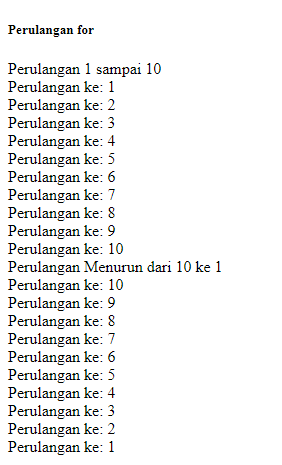 Perulangan for
Perulangan 1 sampai 10
Perulangan ke: 1
Perulangan ke: 2
Perulangan ke: 3
Perulangan ke: 4
Perulangan ke: 5
Perulangan ke: 6
Perulangan ke: 7
Perulangan ke: 8
Perulangan ke: 9
Perulangan ke: 10
Perulangan Menurun dari 10 ke 1
Perulangan ke: 10
Perulangan ke: 9
Perulangan ke: 8
Perulangan ke: 7
Perulangan ke: 6
Perulangan ke: 5
Perulangan ke: 4
Perulangan ke: 3
Perulangan ke: 2
Perulangan ke: 1